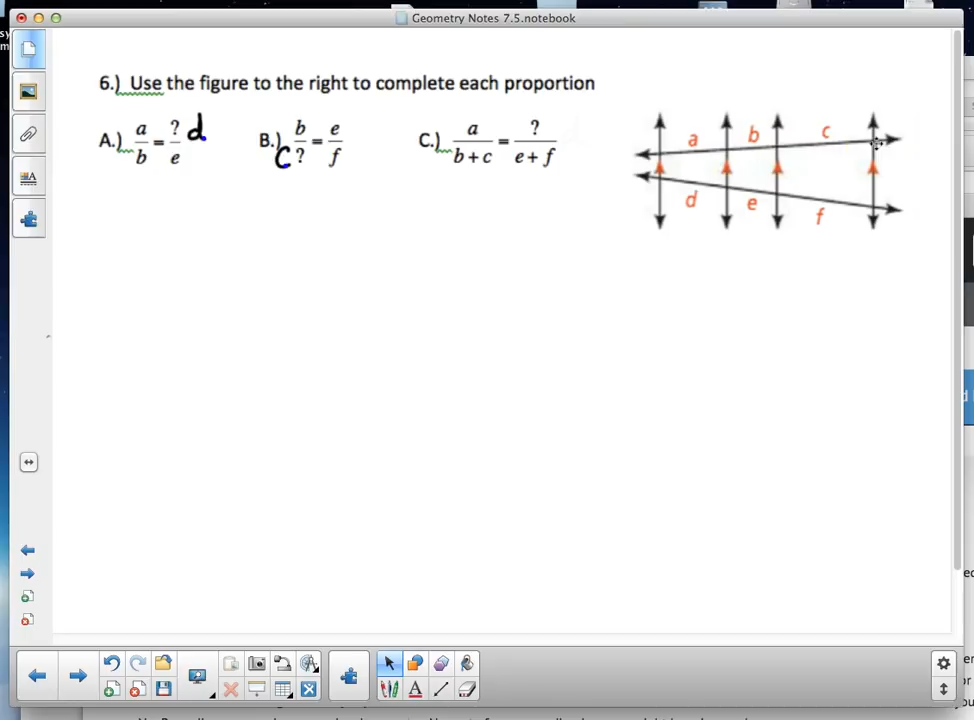 Geometry Notes 7.5.notebook
6.) Use the figure to the right to complete each proportion
A.) a/b = ?/e d
B.) b/? = e/f c
C.) a/b+c = ?/e+f
a b c
d e f